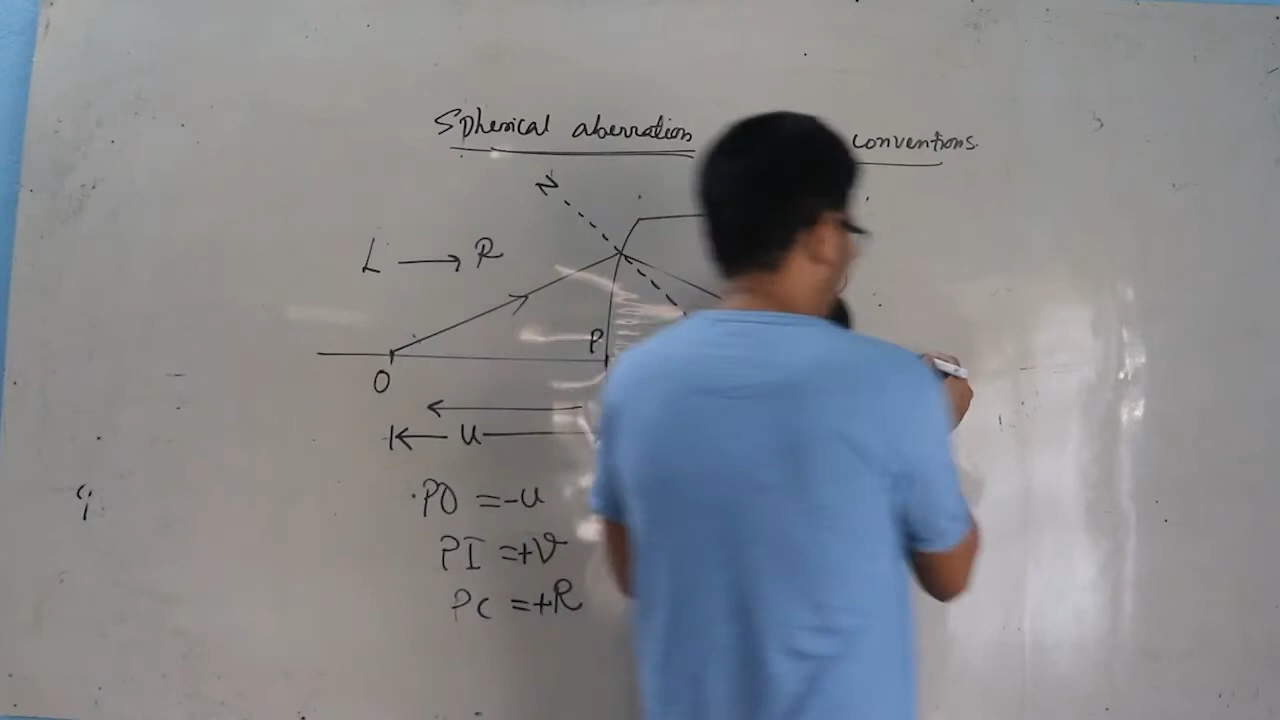 Spherical aberration conventions.
N
L → R
P
O
u
PO = -u
PI = +v
PC = +R